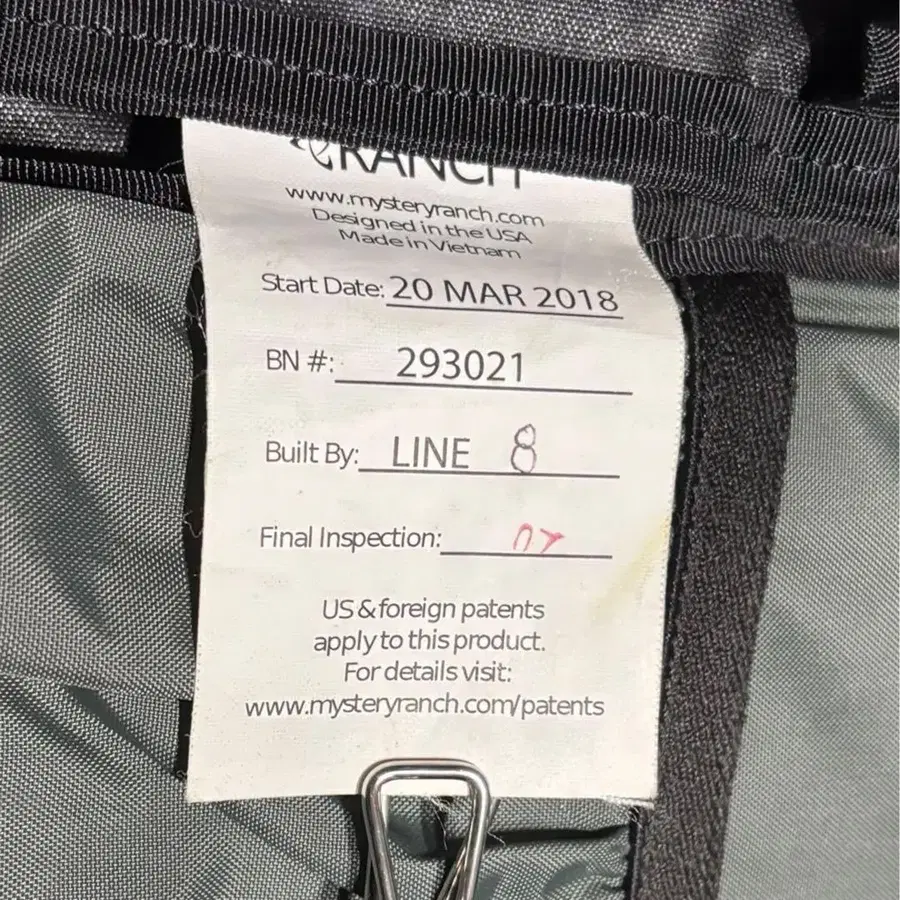 RANCH
www.mysteryranch.com
Designed in the USA
Made in Vietnam
Start Date: 20 MAR 2018
BN #: 293021
Built By: LINE 8
Final Inspection:
US & foreign patents
apply to this product.
For details visit:
www.mysteryranch.com/patents